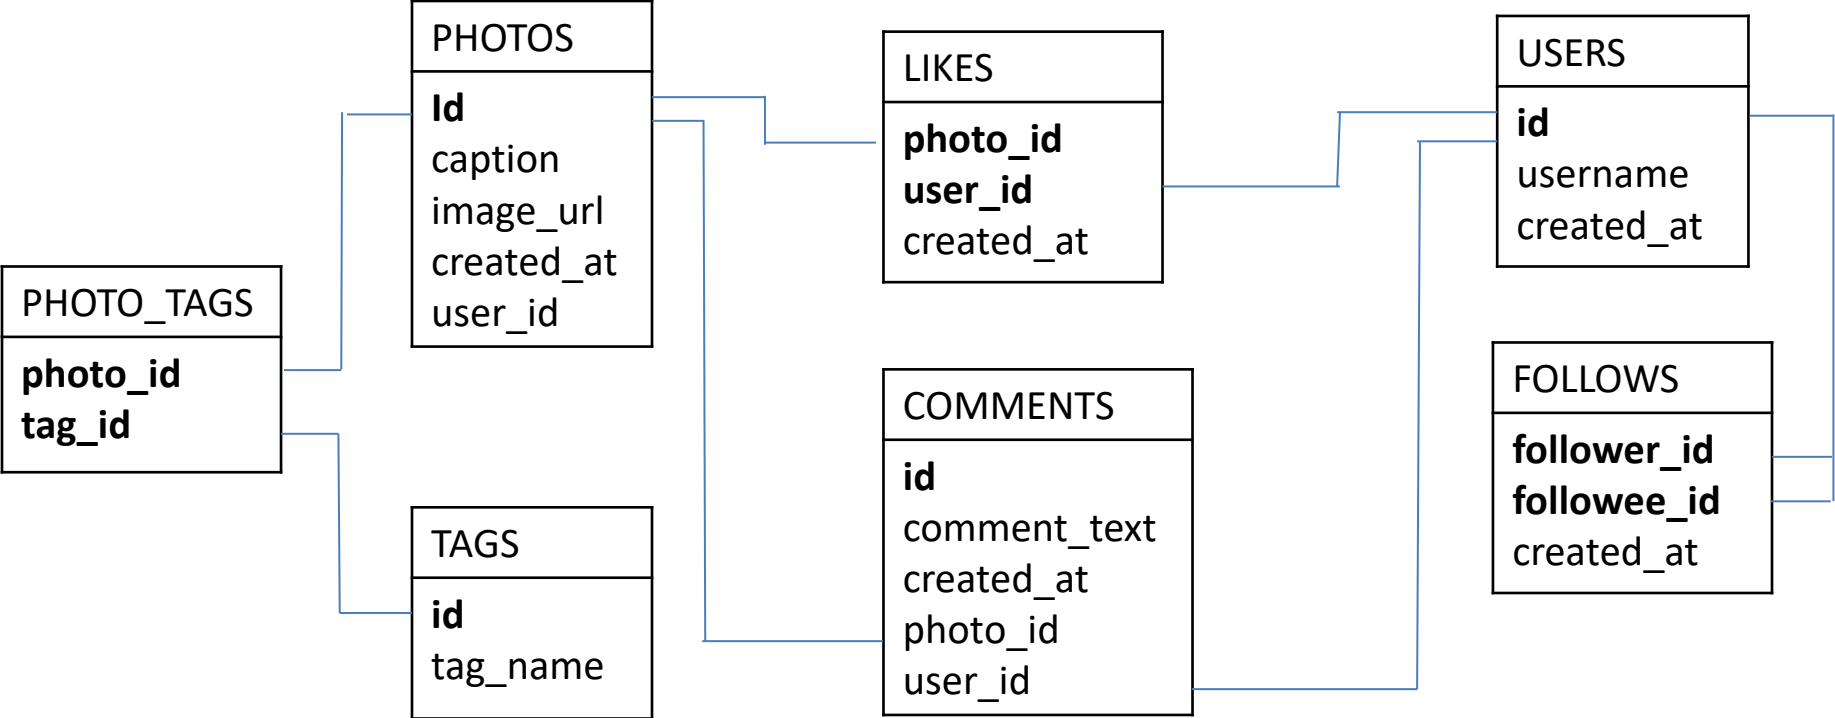 PHOTOS
Id
caption
image_url
created_at
user_id
LIKES
photo_id
user_id
created_at
USERS
id
username
created_at
PHOTO_TAGS
photo_id
tag_id
TAGS
id
tag_name
COMMENTS
id
comment_text
created_at
photo_id
user_id
FOLLOWS
follower_id
followee_id
created_at